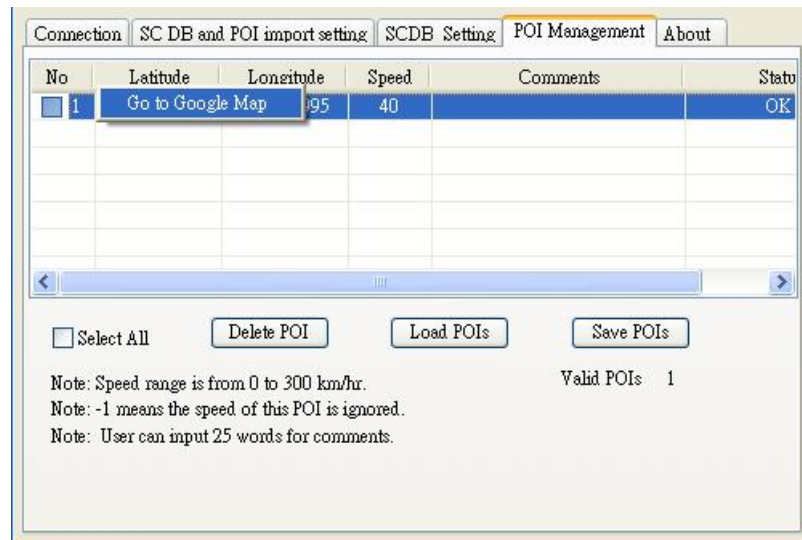 Connection SC DB and POI import setting SCDB Setting POI Management About
No Latitude Longitude Speed Comments
1 Go to Google Map 40 OK
Select All Delete POI Load POIs Save POIs
Note: Speed range is from 0 to 300 km/hr. Valid POIs 1
Note: -1 means the speed of this POI is ignored.
Note: User can input 25 words for comments.